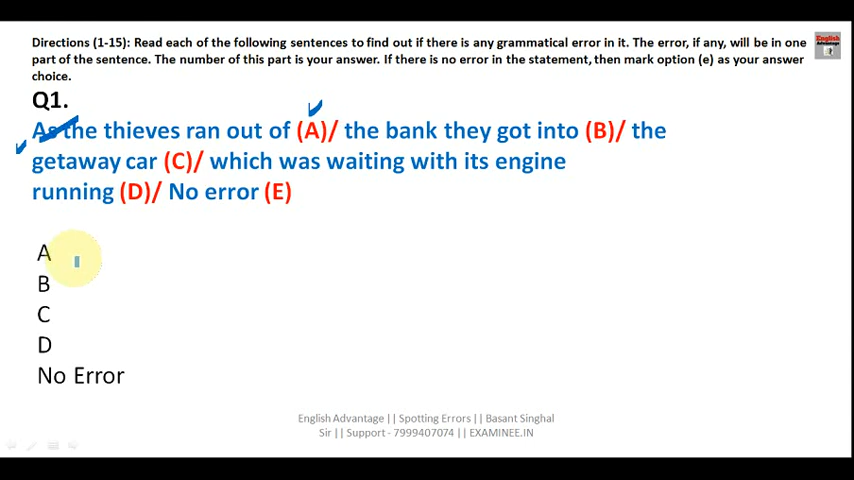 Directions (1-15): Read each of the following sentences to find out if there is any grammatical error in it. The error, if any, will be in one
part of the sentence. The number of this part is your answer. If there is no error in the statement, then mark option (e) as your answer
choice.
English
Advantage
Q1.
As the thieves ran out of (A)/ the bank they got into (B)/ the
getaway car (C)/ which was waiting with its engine
running (D)/ No error (E)
A
B
C
D
No Error
English Advantage || Spotting Errors || Basant Singhal
Sir || Support - 7999407074 || EXAMINEE.IN